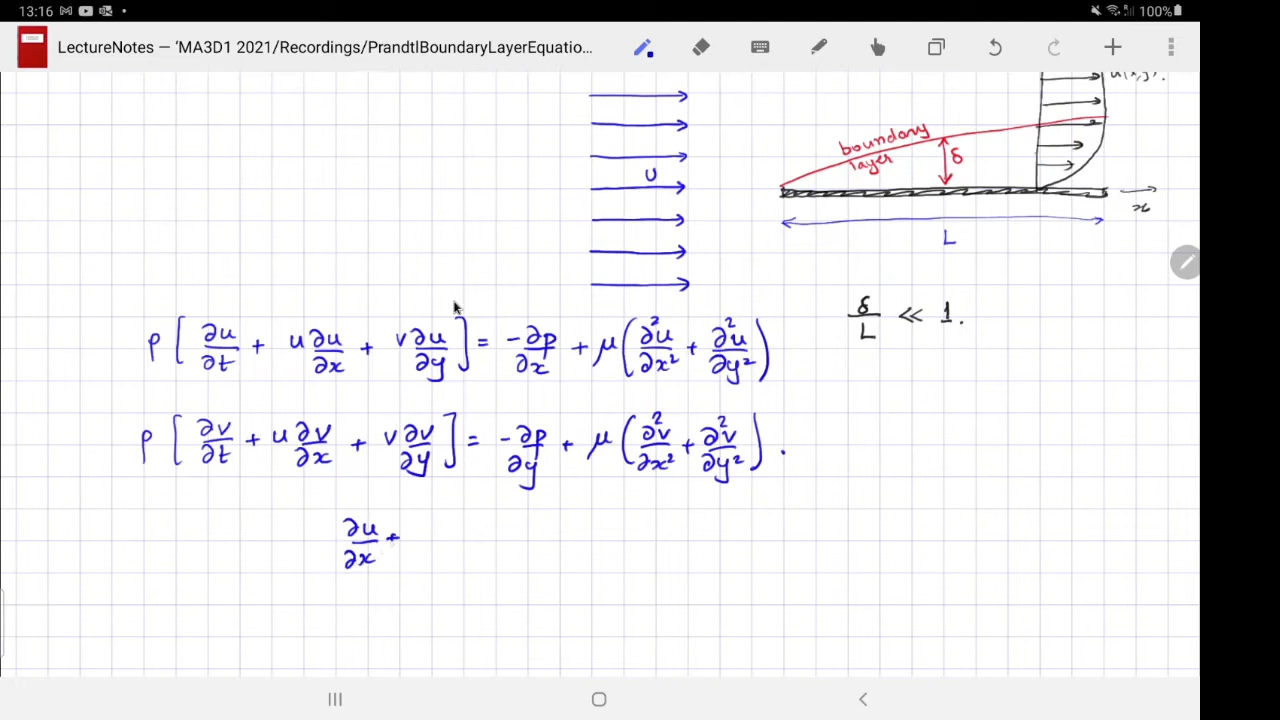 13:16
100%
LectureNotes — ‘MA3D1 2021/Recordings/PrandtlBoundaryLayerEquatio...
u(x,y).
boundary
layer
δ
U
x
L
δ/L ≪ 1.
ρ [ ∂u/∂t + u ∂u/∂x + v ∂u/∂y ] = -∂p/∂x + μ ( ∂²u/∂x² + ∂²u/∂y² )
ρ [ ∂v/∂t + u ∂v/∂x + v ∂v/∂y ] = -∂p/∂y + μ ( ∂²v/∂x² + ∂²v/∂y² ) .
∂u/∂x +